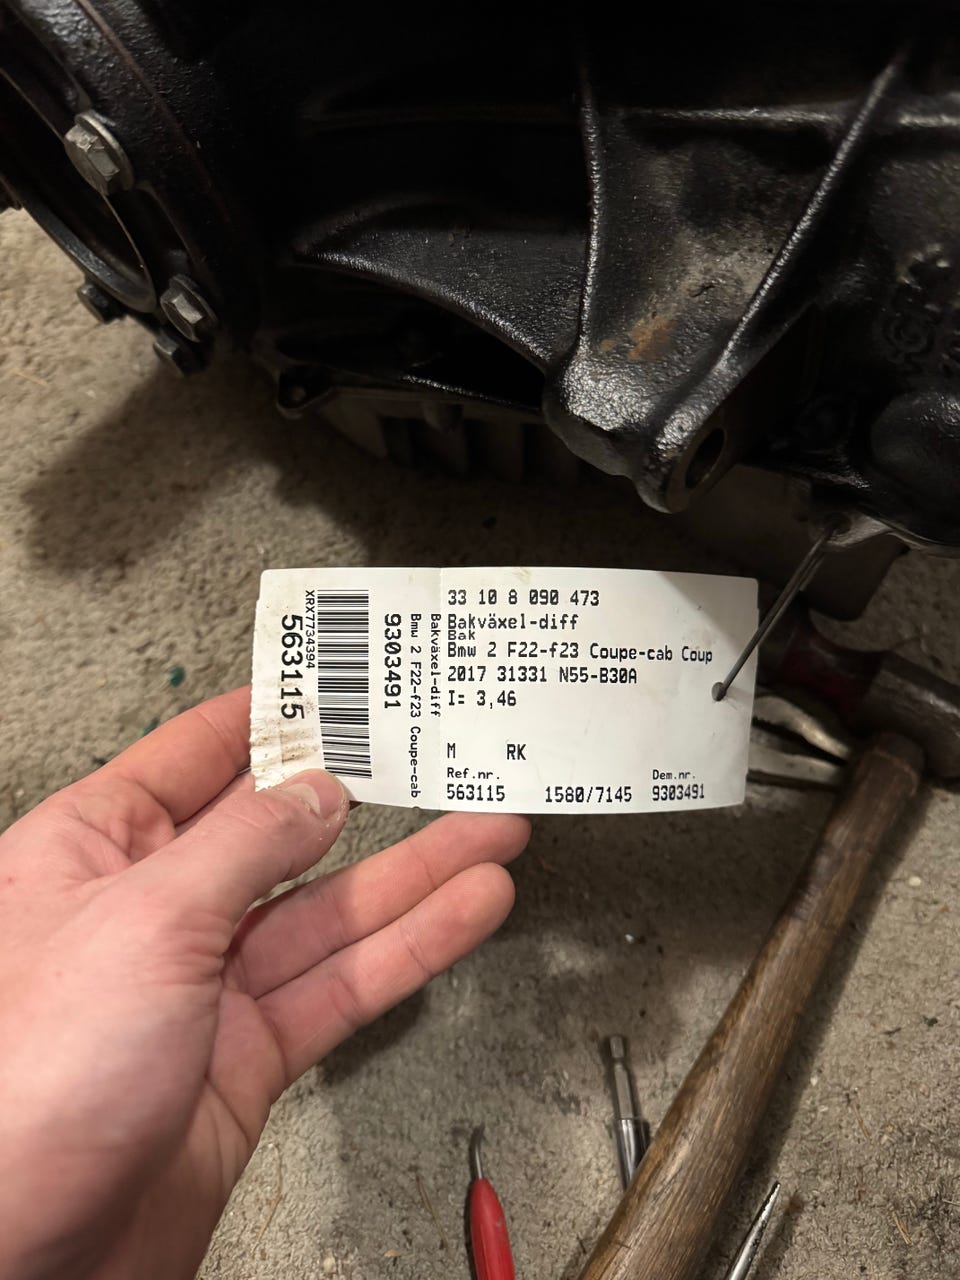 563115
XRX7734394
9303491
Bmw 2 F22-f23 Coupe-cab
Bakväxel-diff
33 10 8 090 473
Bakväxel-diff
Bak
Bmw 2 F22-f23 Coupe-cab Coup
2017 31331 N55-B30A
I= 3,46
M RK
Ref.nr. Dem.nr.
563115 1580/7145 9303491